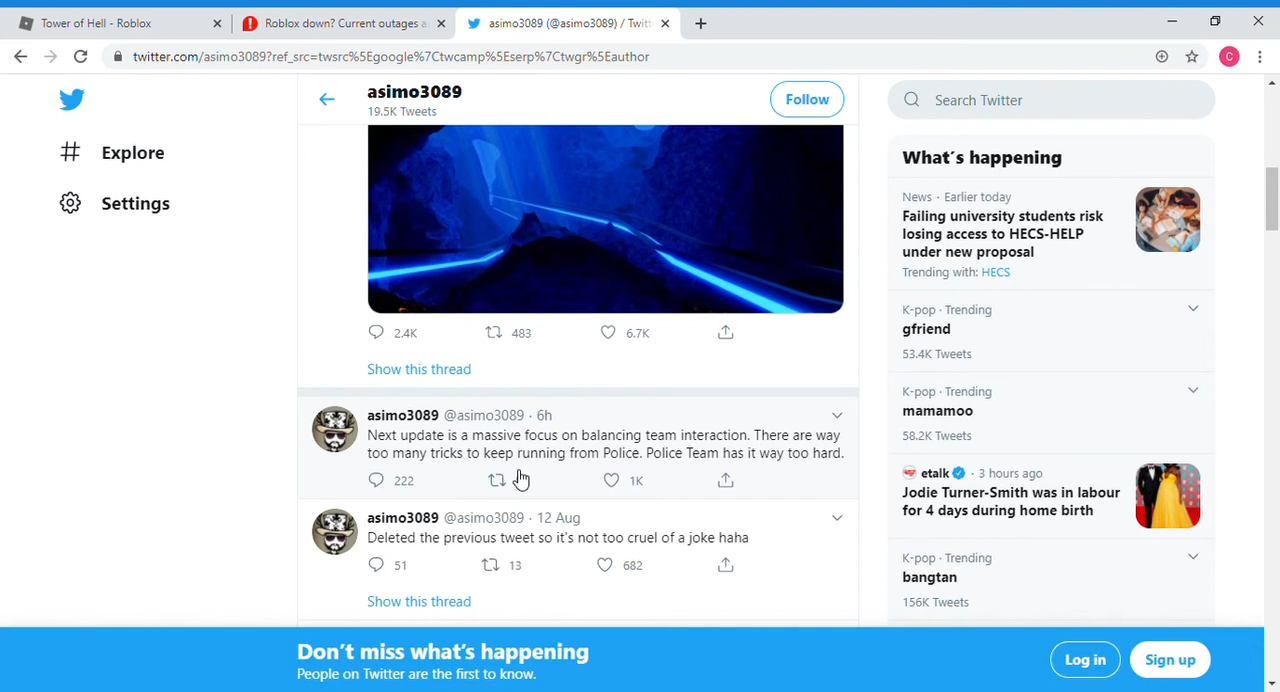 Tower of Hell - Roblox
Roblox down? Current outages a
asimo3089 (@asimo3089) / Twitt
twitter.com/asimo3089?ref_src=twsrc%5Egoogle%7Ctwcamp%5Eserp%7Ctwgr%5Eauthor
C
Explore
Settings
asimo3089
19.5K Tweets
Follow
2.4K
483
6.7K
Show this thread
asimo3089 @asimo3089 · 6h
Next update is a massive focus on balancing team interaction. There are way
too many tricks to keep running from Police. Police Team has it way too hard.
222
1K
asimo3089 @asimo3089 · 12 Aug
Deleted the previous tweet so it's not too cruel of a joke haha
51
13
682
Show this thread
Search Twitter
What´s happening
News · Earlier today
Failing university students risk
losing access to HECS-HELP
under new proposal
Trending with: HECS
K-pop · Trending
gfriend
53.4K Tweets
K-pop · Trending
mamamoo
58.2K Tweets
etalk · 3 hours ago
Jodie Turner-Smith was in labour
for 4 days during home birth
K-pop · Trending
bangtan
156K Tweets
Don't miss what's happening
People on Twitter are the first to know.
Log in
Sign up